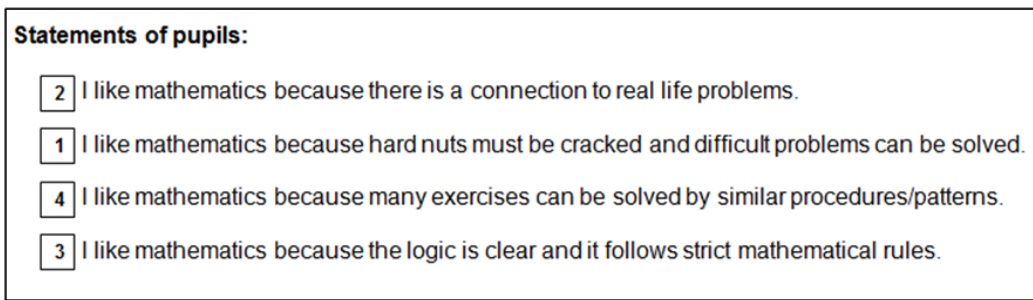 Statements of pupils:
2 I like mathematics because there is a connection to real life problems.
1 I like mathematics because hard nuts must be cracked and difficult problems can be solved.
4 I like mathematics because many exercises can be solved by similar procedures/patterns.
3 I like mathematics because the logic is clear and it follows strict mathematical rules.